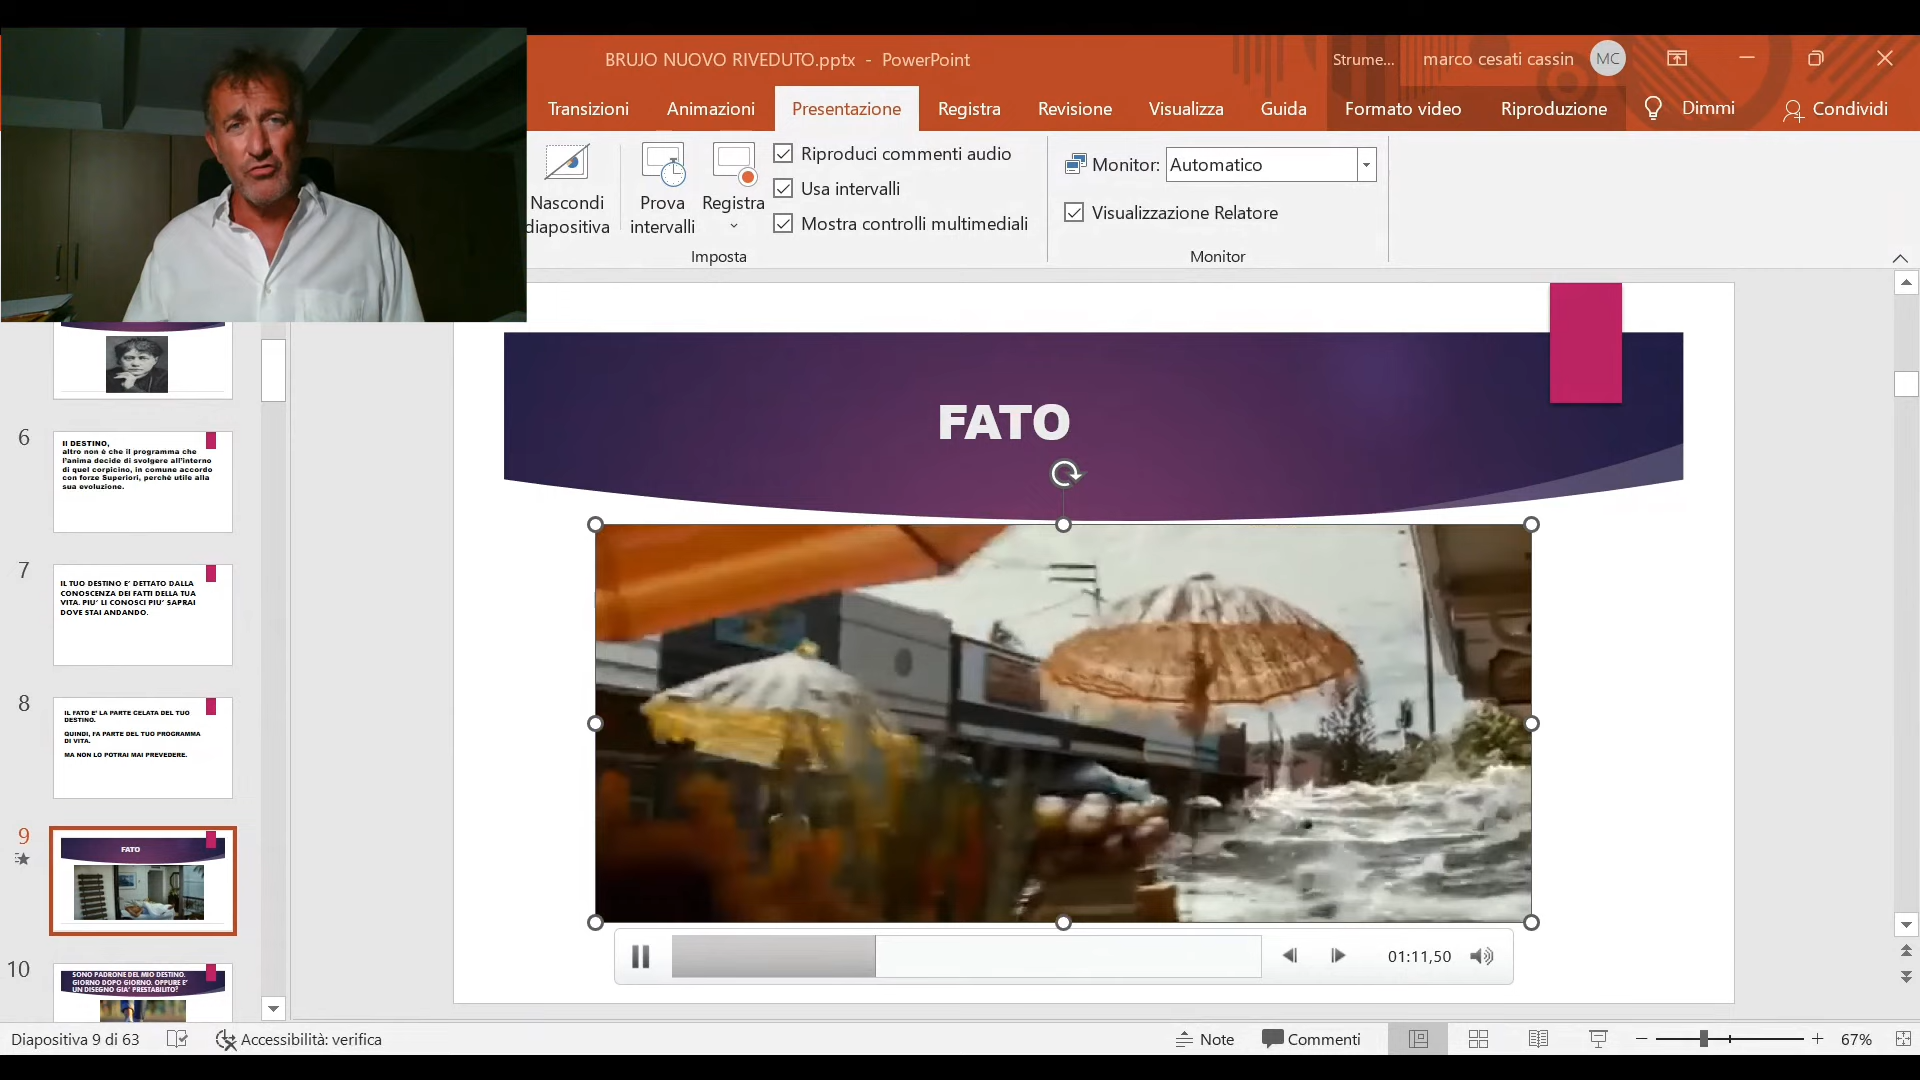 BRUJO NUOVO RIVEDUTO.pptx - PowerPoint
Strume...
marco cesati cassin
MC
Transizioni
Animazioni
Presentazione
Registra
Revisione
Visualizza
Guida
Formato video
Riproduzione
Dimmi
Condividi
Nascondi
diapositiva
Prova
intervalli
Registra
Riproduci commenti audio
Usa intervalli
Mostra controlli multimediali
Imposta
Monitor:
Automatico
Visualizzazione Relatore
Monitor
6
Il DESTINO,
altro non è che il programma che
l'anima decide di svolgere all'interno
di quel corpicino, in comune accordo
con forze Superiori, perchè utile alla
sua evoluzione.
7
IL TUO DESTINO E' DETTATO DALLA
CONOSCENZA DEI FATTI DELLA TUA
VITA. PIU' LI CONOSCI PIU' SAPRAI
DOVE STAI ANDANDO.
8
IL FATO E' LA PARTE CELATA DEL TUO
DESTINO.
QUINDI, FA PARTE DEL TUO PROGRAMMA
DI VITA.
MA NON LO POTRAI MAI PREVEDERE.
9
FATO
10
SONO PADRONE DEL MIO DESTINO.
GIORNO DOPO GIORNO. OPPURE E'
UN DISEGNO GIA' PRESTABILITO?
FATO
01:11,50
Diapositiva 9 di 63
Accessibilità: verifica
Note
Commenti
67%